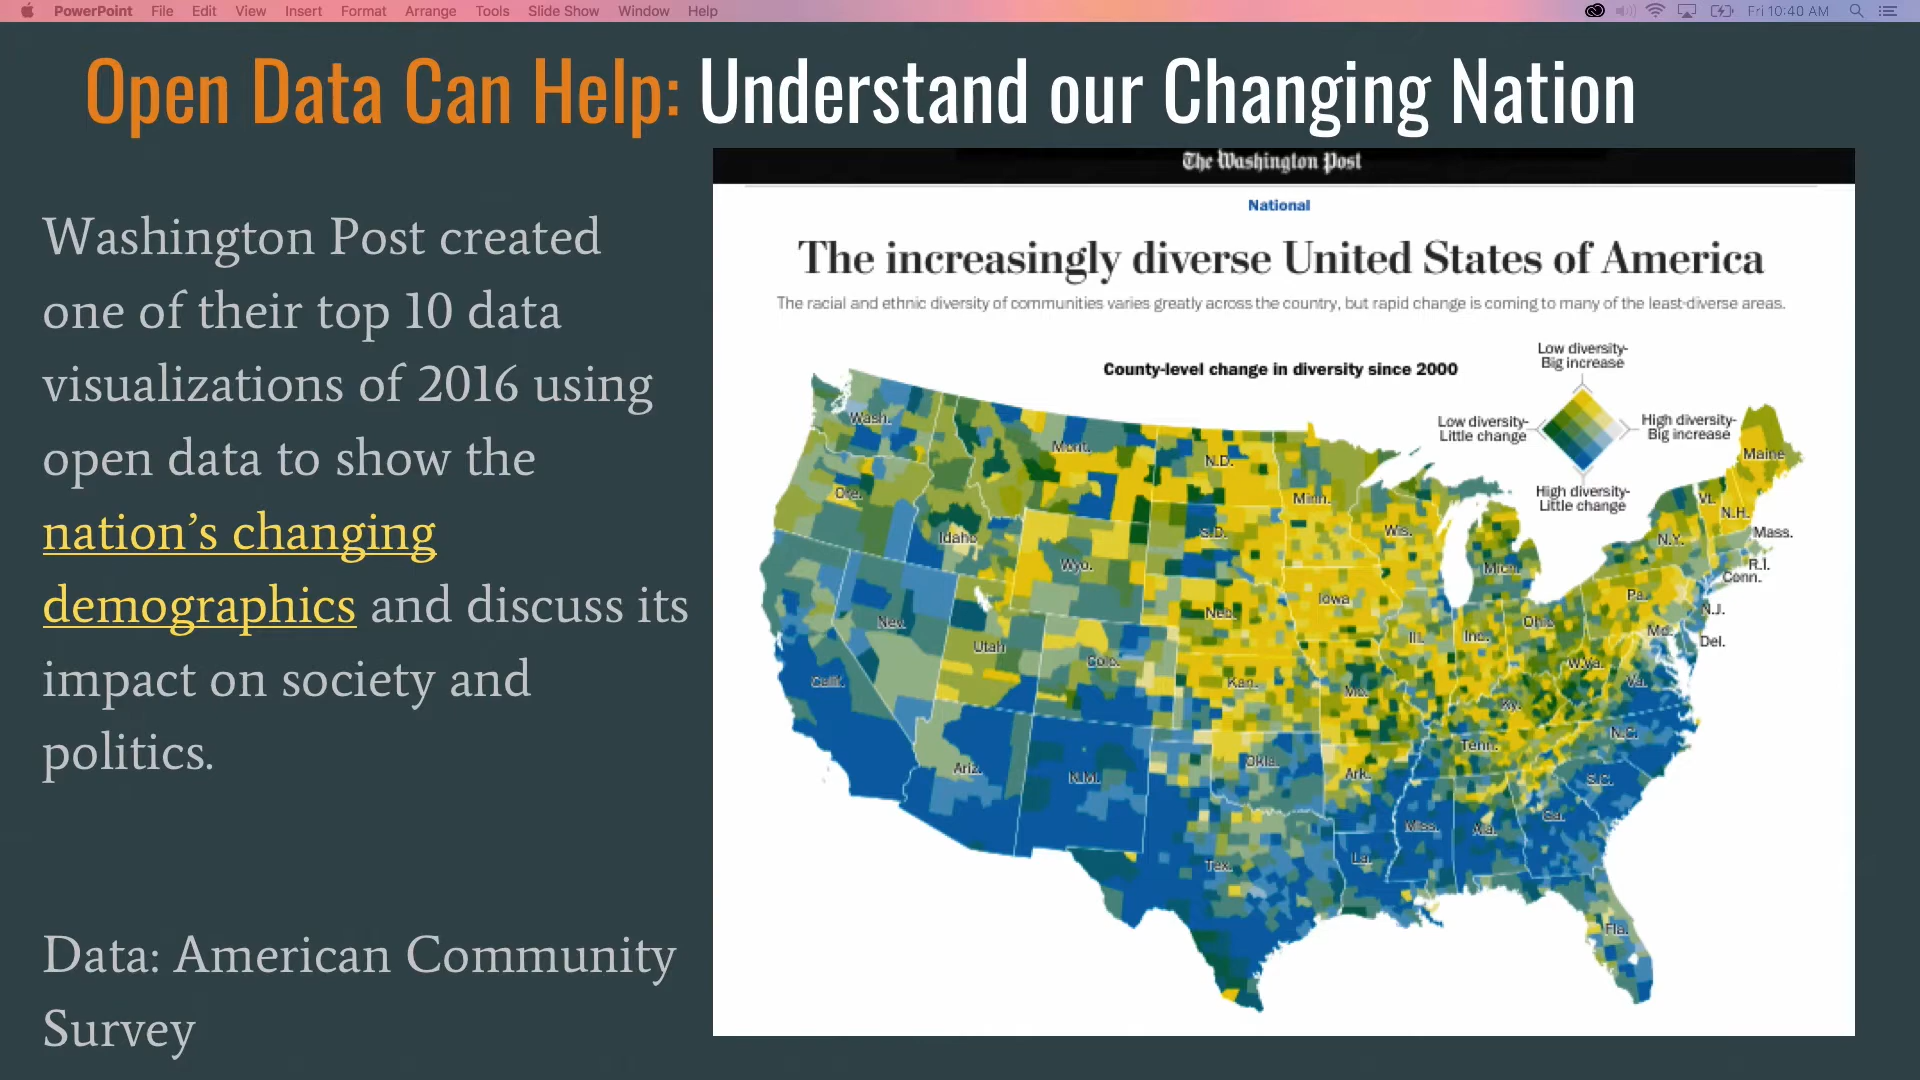 PowerPoint File Edit View Insert Format Arrange Tools Slide Show Window Help Fri 10:40 AM
Open Data Can Help: Understand our Changing Nation
Washington Post created
one of their top 10 data
visualizations of 2016 using
open data to show the
nation’s changing
demographics and discuss its
impact on society and
politics.
Data: American Community
Survey
The Washington Post
National
The increasingly diverse United States of America
The racial and ethnic diversity of communities varies greatly across the country, but rapid change is coming to many of the least-diverse areas.
County-level change in diversity since 2000
Low diversity-
Big increase
Low diversity-
Little change
High diversity-
Big increase
High diversity-
Little change
Wash.
Mont.
N.D.
Minn.
Maine
Ore.
Idaho
S.D.
Wis.
Vt.
N.H.
Mass.
N.Y.
Wyo.
Mich.
R.I.
Conn.
Nev.
Neb.
Iowa
Pa.
N.J.
Utah
Colo.
Ill.
Ind.
Ohio
Md.
Del.
Calif.
Kan.
Mo.
W.Va.
Va.
Ky.
Ariz.
N.M.
Okla.
Ark.
Tenn.
N.C.
S.C.
Tex.
La.
Miss.
Ala.
Ga.
Fla.